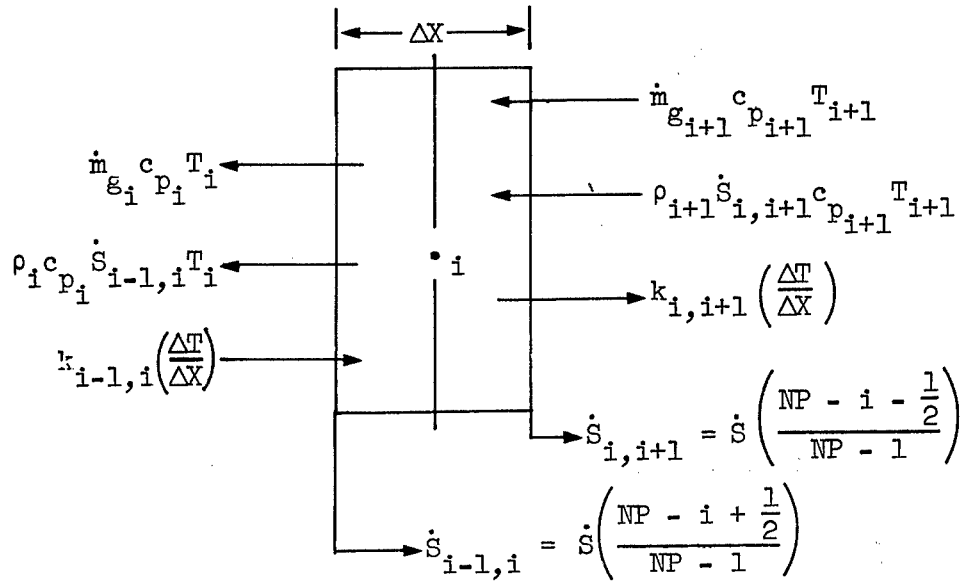 ΔX
ṁ_{g_{i+1}} c_{p_{i+1}} T_{i+1}
ṁ_{g_i} c_{p_i} T_i
ρ_{i+1} Ṡ_{i,i+1} c_{p_{i+1}} T_{i+1}
ρ_i c_{p_i} Ṡ_{i-1,i} T_i
i
k_{i,i+1} (ΔT/ΔX)
k_{i-1,i} (ΔT/ΔX)
Ṡ_{i,i+1} = Ṡ ((NP - i - 1/2)/(NP - 1))
Ṡ_{i-1,i} = Ṡ ((NP - i + 1/2)/(NP - 1))